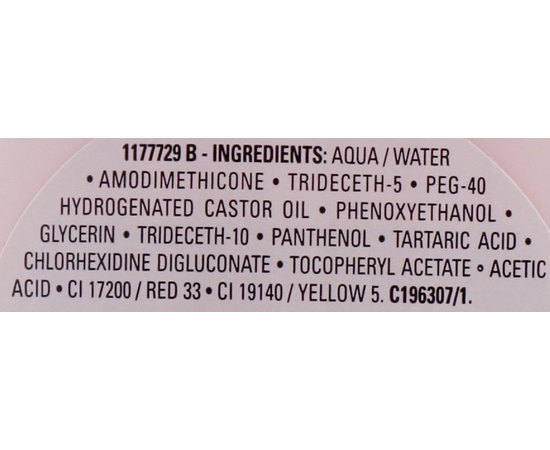 1177729 B - INGREDIENTS: AQUA / WATER
• AMODIMETHICONE • TRIDECETH-5 • PEG-40
HYDROGENATED CASTOR OIL • PHENOXYETHANOL •
GLYCERIN • TRIDECETH-10 • PANTHENOL • TARTARIC ACID •
CHLORHEXIDINE DIGLUCONATE • TOCOPHERYL ACETATE • ACETIC
ACID • CI 17200 / RED 33 • CI 19140 / YELLOW 5. C196307/1.